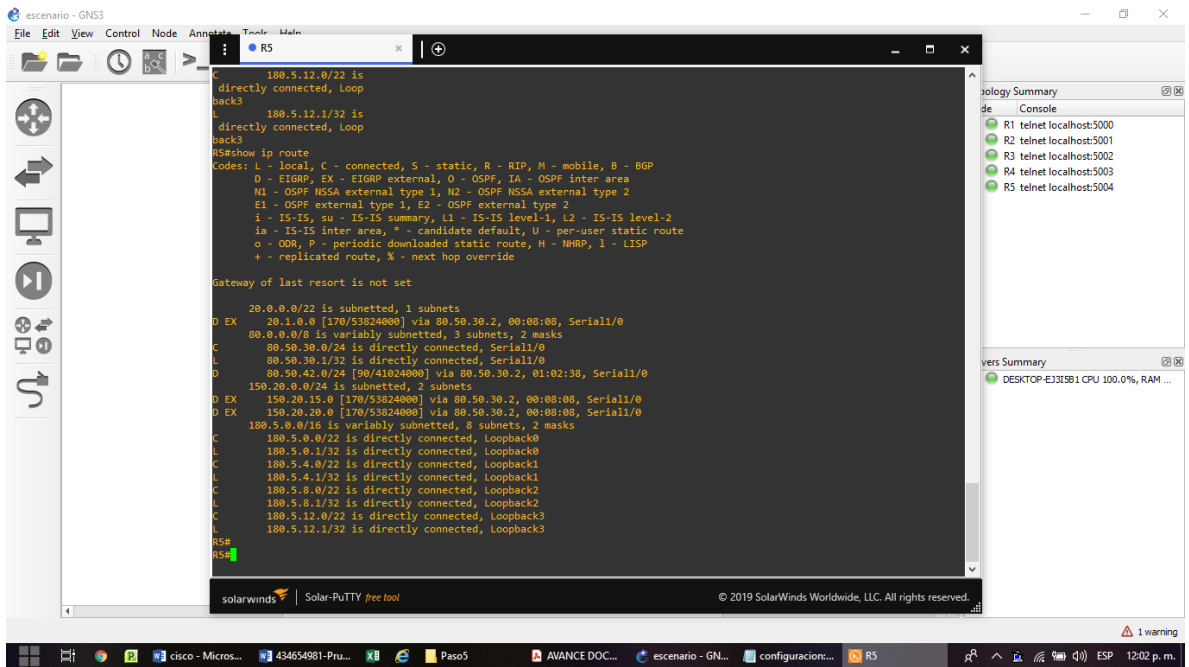 escenario - GNS3
File Edit View Control Node Annotate Tools Help
R5
C       180.5.12.0/22 is
 directly connected, Loop
back3
L       180.5.12.1/32 is
 directly connected, Loop
back3
R5#show ip route
Codes: L - local, C - connected, S - static, R - RIP, M - mobile, B - BGP
       D - EIGRP, EX - EIGRP external, O - OSPF, IA - OSPF inter area
       N1 - OSPF NSSA external type 1, N2 - OSPF NSSA external type 2
       E1 - OSPF external type 1, E2 - OSPF external type 2
       i - IS-IS, su - IS-IS summary, L1 - IS-IS level-1, L2 - IS-IS level-2
       ia - IS-IS inter area, * - candidate default, U - per-user static route
       o - ODR, P - periodic downloaded static route, H - NHRP, l - LISP
       + - replicated route, % - next hop override
Gateway of last resort is not set
      20.0.0.0/22 is subnetted, 1 subnets
D EX     20.1.0.0 [170/53824000] via 80.50.30.2, 00:08:08, Serial1/0
      80.0.0.0/8 is variably subnetted, 3 subnets, 2 masks
C        80.50.30.0/24 is directly connected, Serial1/0
L        80.50.30.1/32 is directly connected, Serial1/0
D        80.50.42.0/24 [90/41024000] via 80.50.30.2, 01:02:38, Serial1/0
      150.20.0.0/24 is subnetted, 2 subnets
D EX     150.20.15.0 [170/53824000] via 80.50.30.2, 00:08:08, Serial1/0
D EX     150.20.20.0 [170/53824000] via 80.50.30.2, 00:08:08, Serial1/0
      180.5.0.0/16 is variably subnetted, 8 subnets, 2 masks
C        180.5.0.0/22 is directly connected, Loopback0
L        180.5.0.1/32 is directly connected, Loopback0
C        180.5.4.0/22 is directly connected, Loopback1
L        180.5.4.1/32 is directly connected, Loopback1
C        180.5.8.0/22 is directly connected, Loopback2
L        180.5.8.1/32 is directly connected, Loopback2
C        180.5.12.0/22 is directly connected, Loopback3
L        180.5.12.1/32 is directly connected, Loopback3
R5#
R5#
solarwinds Solar-PuTTY free tool © 2019 SolarWinds Worldwide, LLC. All rights reserved.
pology Summary
de Console
R1 telnet localhost:5000
R2 telnet localhost:5001
R3 telnet localhost:5002
R4 telnet localhost:5003
R5 telnet localhost:5004
vers Summary
DESKTOP-EJ3I5B1 CPU 100.0%, RAM ...
1 warning
cisco - Micros... 434654981-Pru... Paso5 AVANCE DOC... escenario - GN... configuracion:... R5 ESP 12:02 p. m.